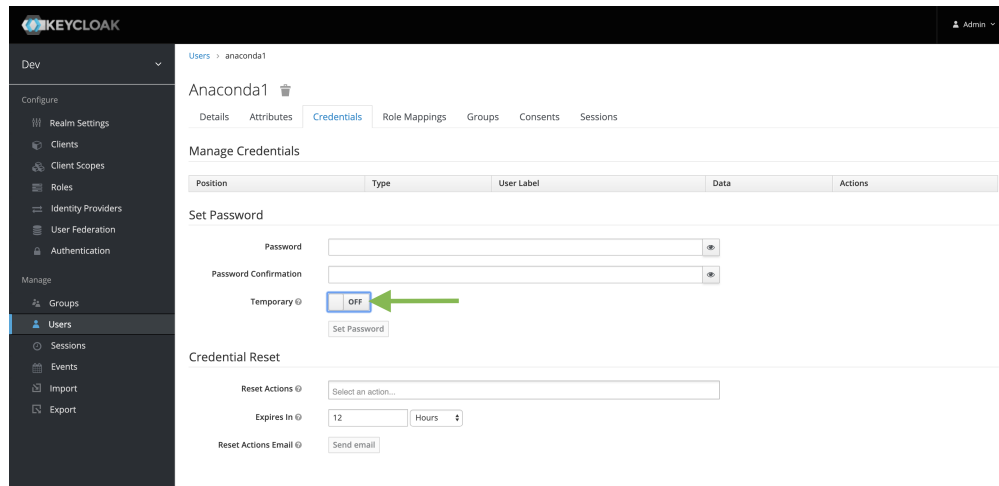 KEYCLOAK
Admin
Dev
Configure
Realm Settings
Clients
Client Scopes
Roles
Identity Providers
User Federation
Authentication
Manage
Groups
Users
Sessions
Events
Import
Export
Users > anaconda1
Anaconda1
Details Attributes Credentials Role Mappings Groups Consents Sessions
Manage Credentials
Position Type User Label Data Actions
Set Password
Password
Password Confirmation
Temporary OFF
Set Password
Credential Reset
Reset Actions Select an action...
Expires In 12 Hours
Reset Actions Email Send email